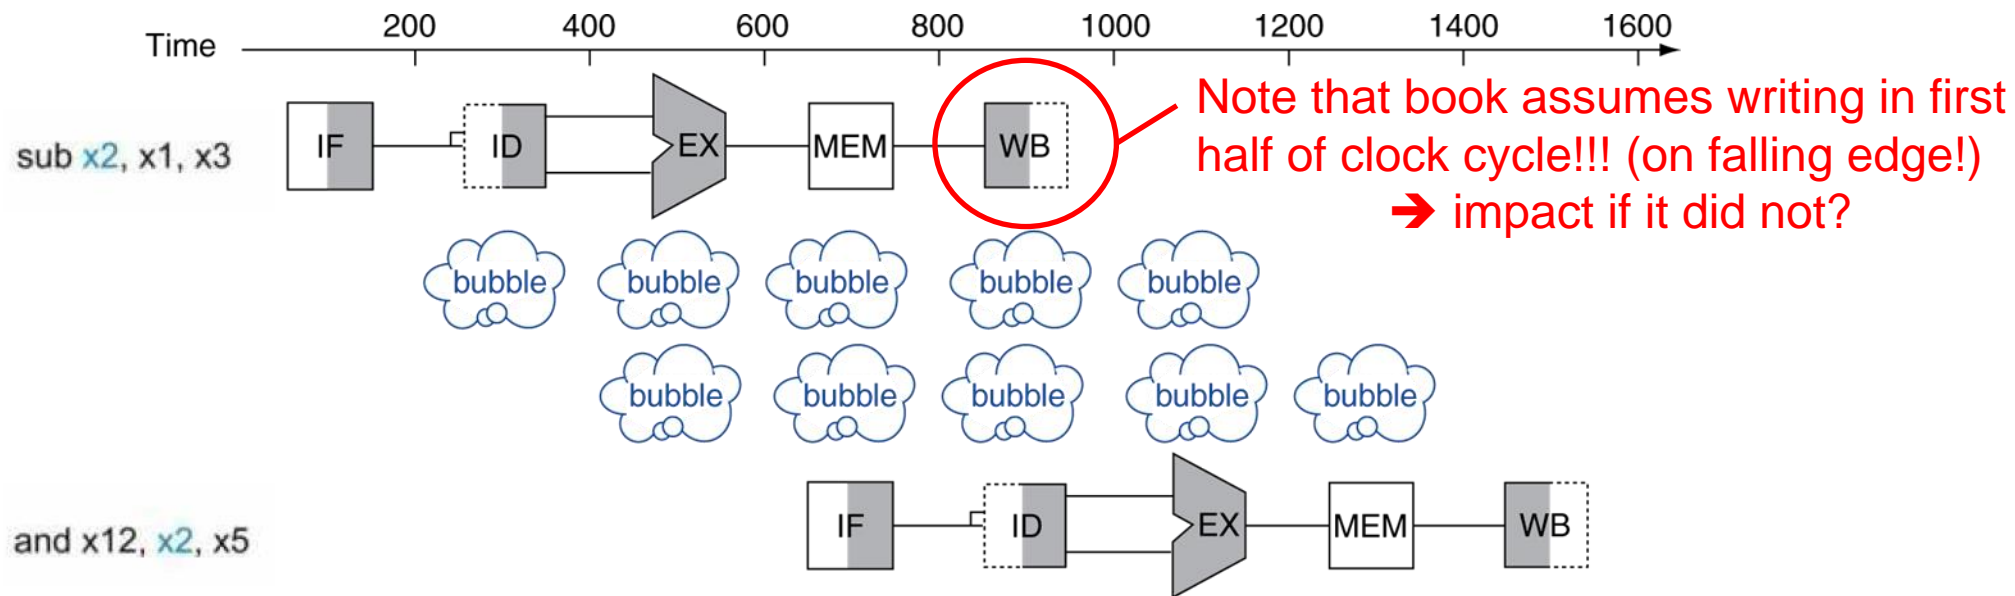 200 400 600 800 1000 1200 1400 1600
Time
Note that book assumes writing in first
half of clock cycle!!! (on falling edge!)
➔ impact if it did not?
sub x2, x1, x3
IF ID EX MEM WB
bubble bubble bubble bubble bubble
bubble bubble bubble bubble bubble
and x12, x2, x5
IF ID EX MEM WB